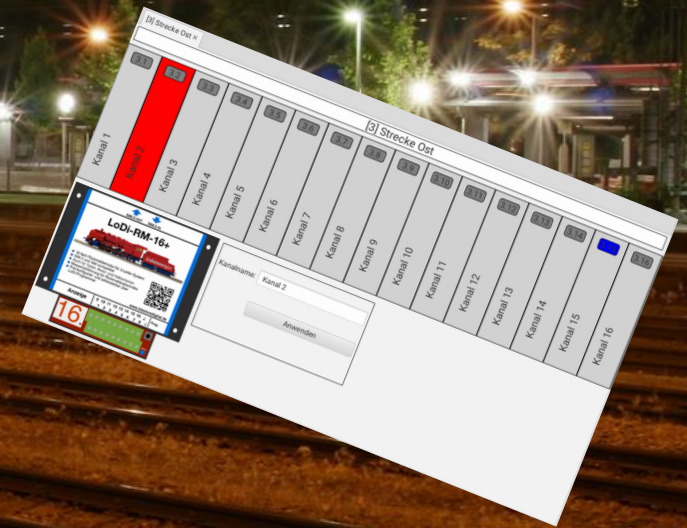 [3] Strecke Ost ×
[3] Strecke Ost
3.1
3.2
3.3
3.4
3.5
3.6
3.7
3.8
3.9
3.10
3.11
3.12
3.13
3.14
3.16
Kanal 1
Kanal 2
Kanal 3
Kanal 4
Kanal 5
Kanal 6
Kanal 7
Kanal 8
Kanal 9
Kanal 10
Kanal 11
Kanal 12
Kanal 13
Kanal 14
Kanal 15
Kanal 16
LoDi-RM-16+
Anzeige
16
Kanalname: Kanal 2
Anwenden